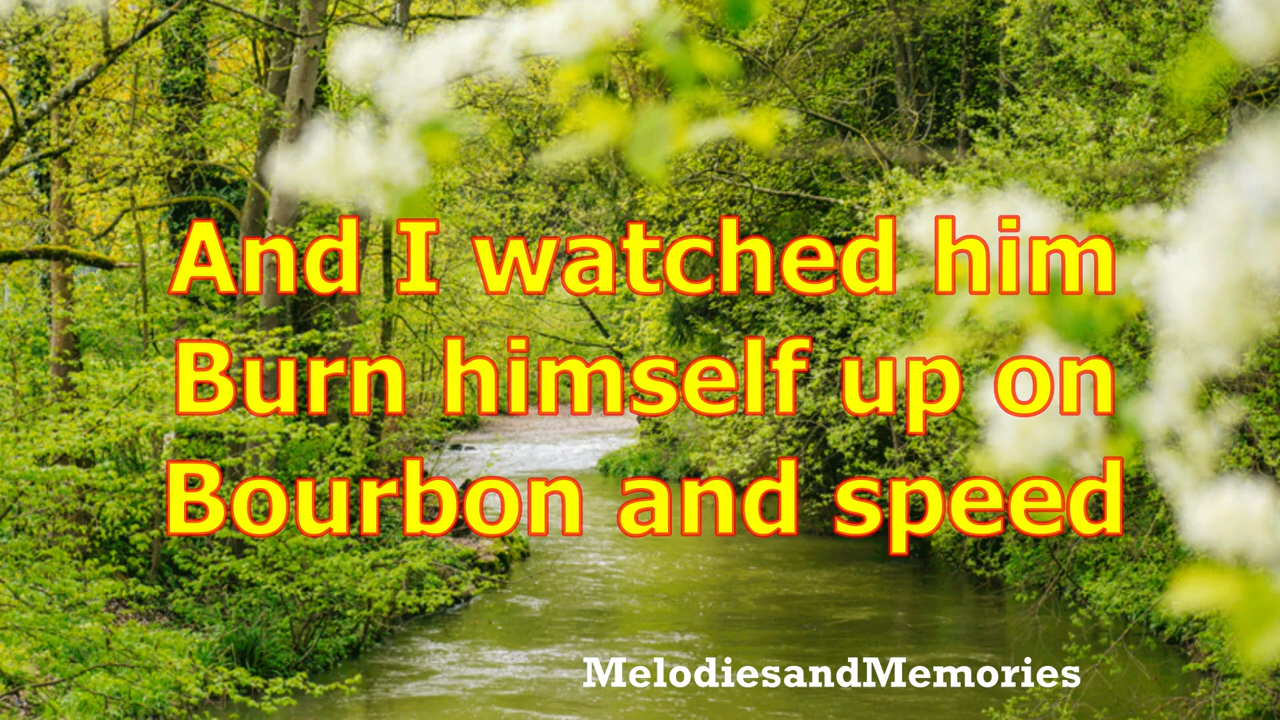 And I watched him
Burn himself up on
Bourbon and speed
MelodiesandMemories